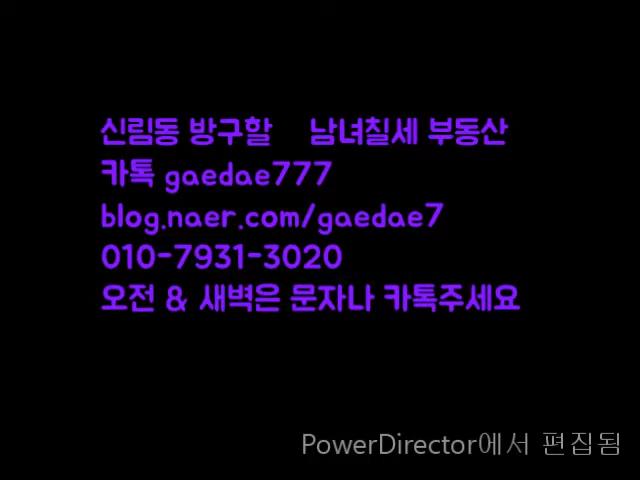 신림동 방구할 남녀칠세 부동산
카톡 gaedae777
blog.naer.com/gaedae7
010-7931-3020
오전 & 새벽은 문자나 카톡주세요
PowerDirector에서 편집됨